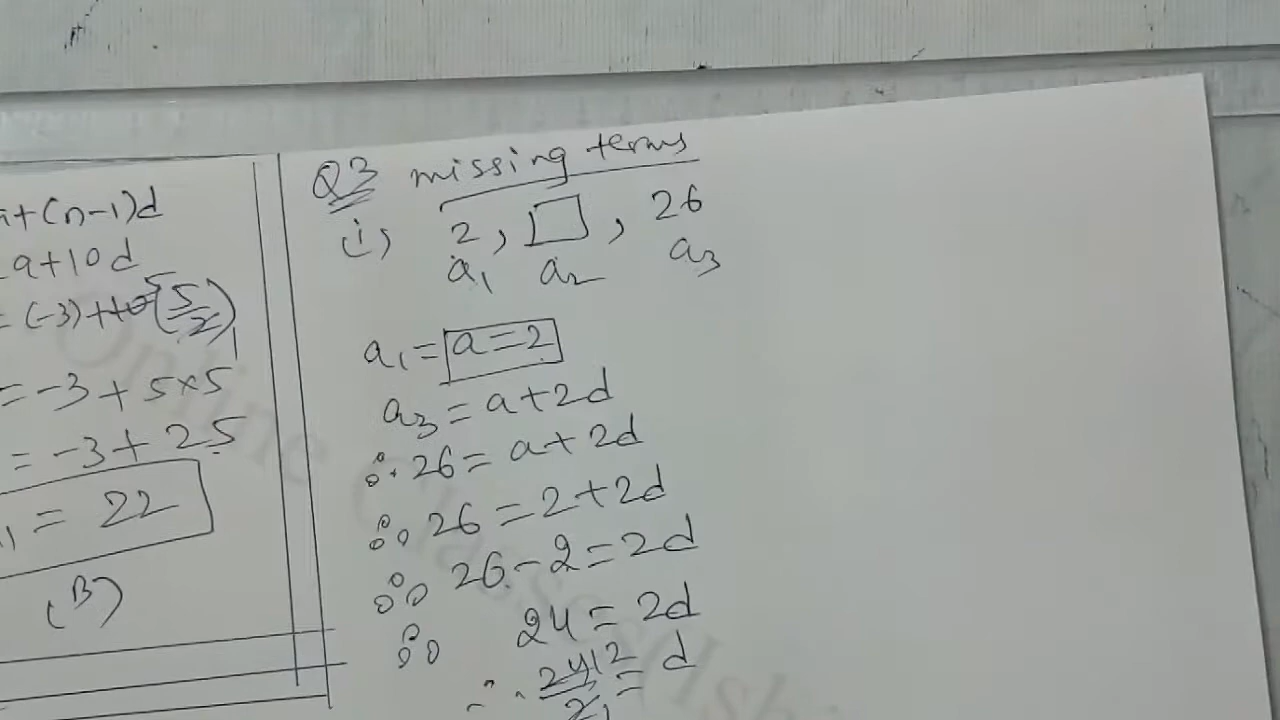 a+(n-1)d
a+10d
= (-3)+10(5/2)
= -3 + 5×5
= -3 + 25
= 22
(B)
Q3 missing terms
(i) 2, □, 26
a₁ a₂ a₃
a₁ = a=2
a₃ = a+2d
∴ 26 = a+2d
∴ 26 = 2+2d
∴ 26-2 = 2d
∴ 24 = 2d
∴ 24/2 = d